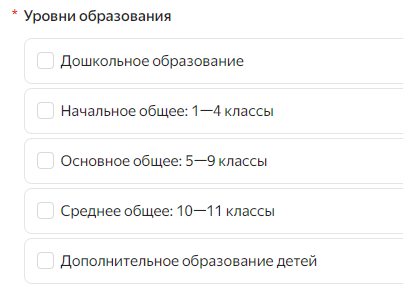 * Уровни образования
Дошкольное образование
Начальное общее: 1—4 классы
Основное общее: 5—9 классы
Среднее общее: 10—11 классы
Дополнительное образование детей